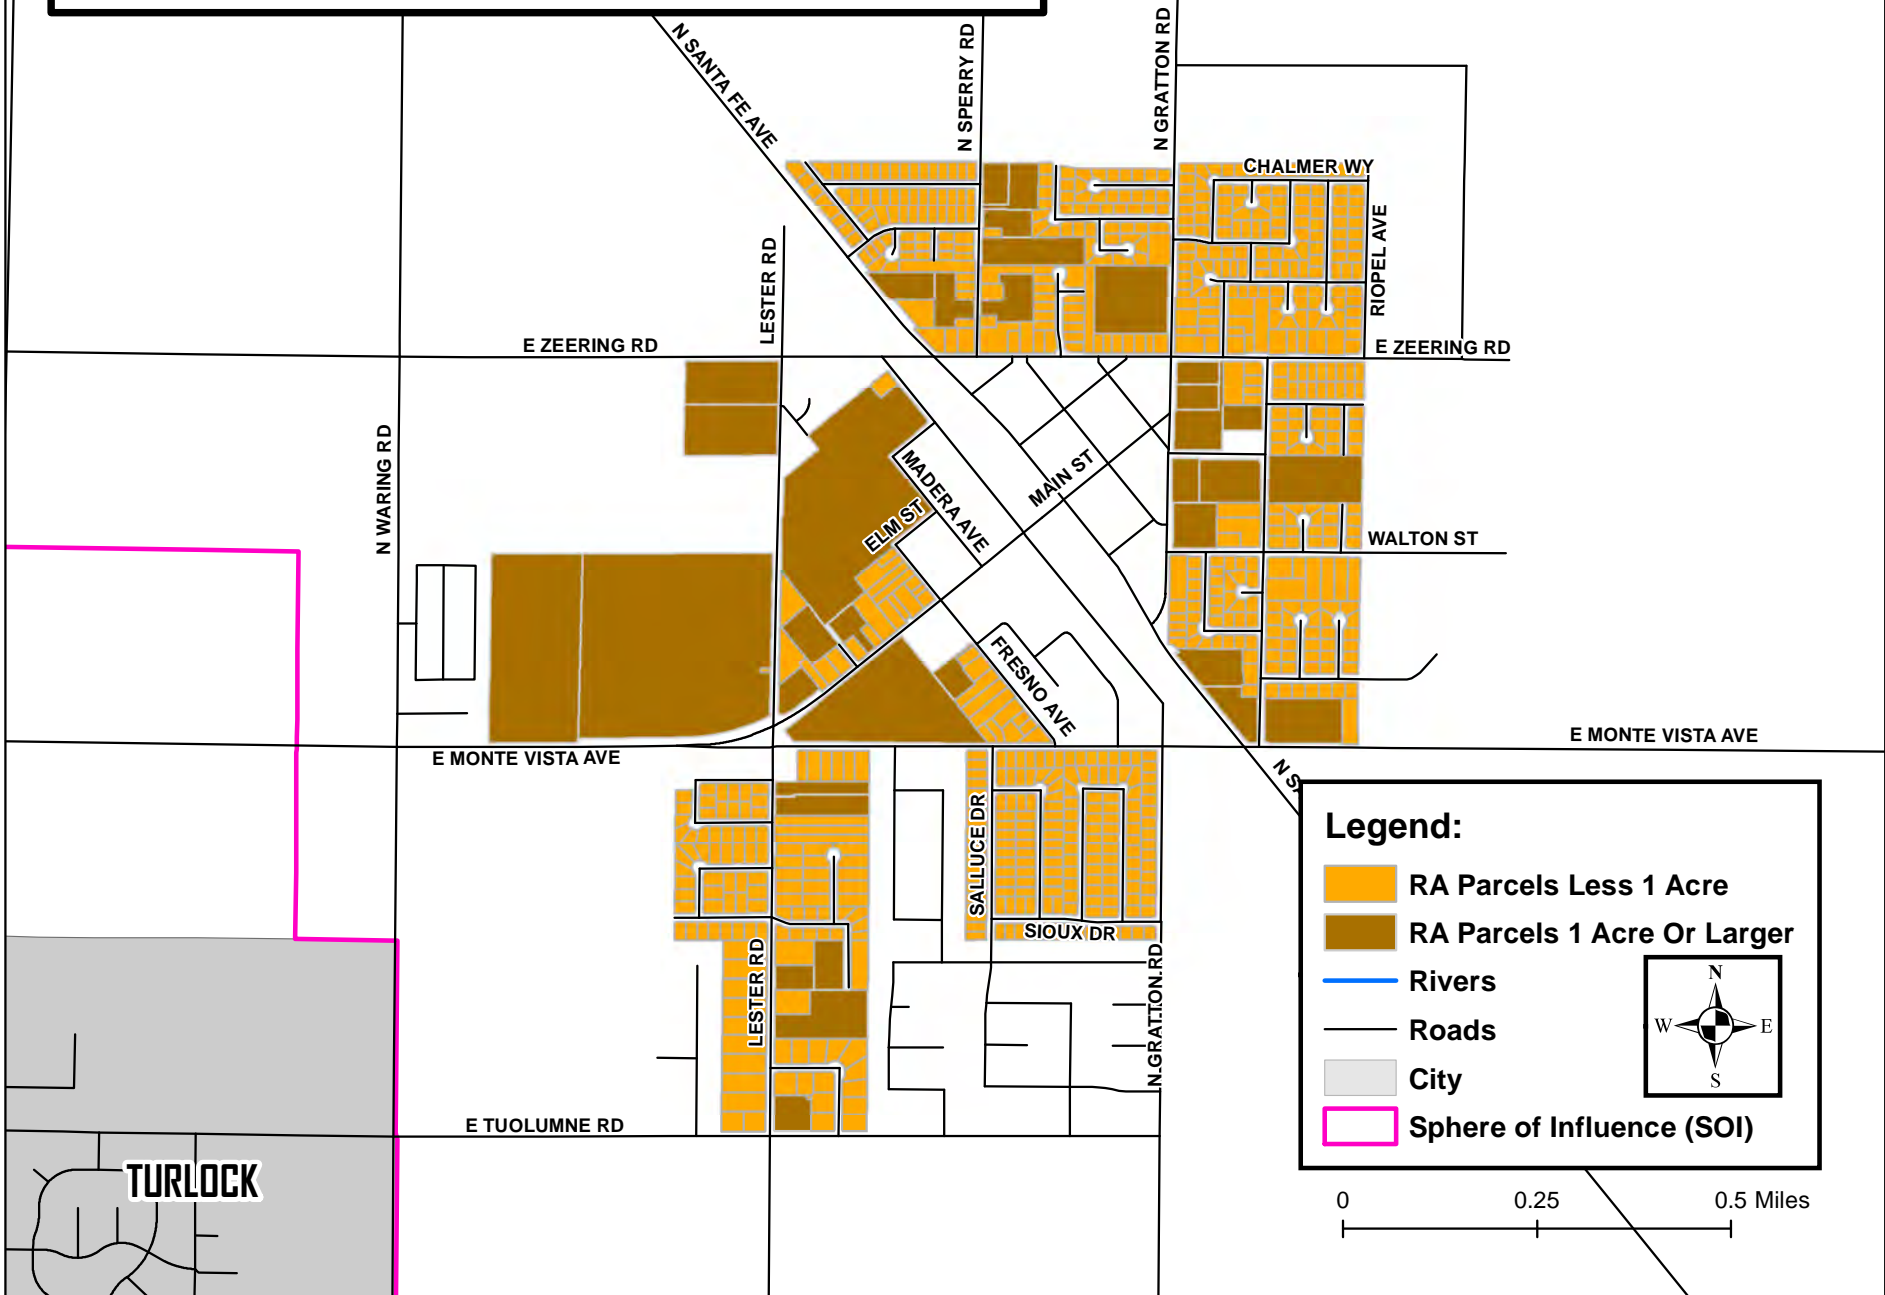 N SANTA FE AVE
N SPERRY RD
N GRATTON RD
CHALMER WY
RIOPEL AVE
LESTER RD
E ZEERING RD
E ZEERING RD
N WARING RD
MADERA AVE
MAIN ST
ELM ST
WALTON ST
FRESNO AVE
E MONTE VISTA AVE
E MONTE VISTA AVE
N S
SALLUCE DR
SIOUX DR
LESTER RD
N GRATTON RD
E TUOLUMNE RD
TURLOCK
Legend:
RA Parcels Less 1 Acre
RA Parcels 1 Acre Or Larger
Rivers
Roads
City
Sphere of Influence (SOI)
N
W E
S
0 0.25 0.5 Miles